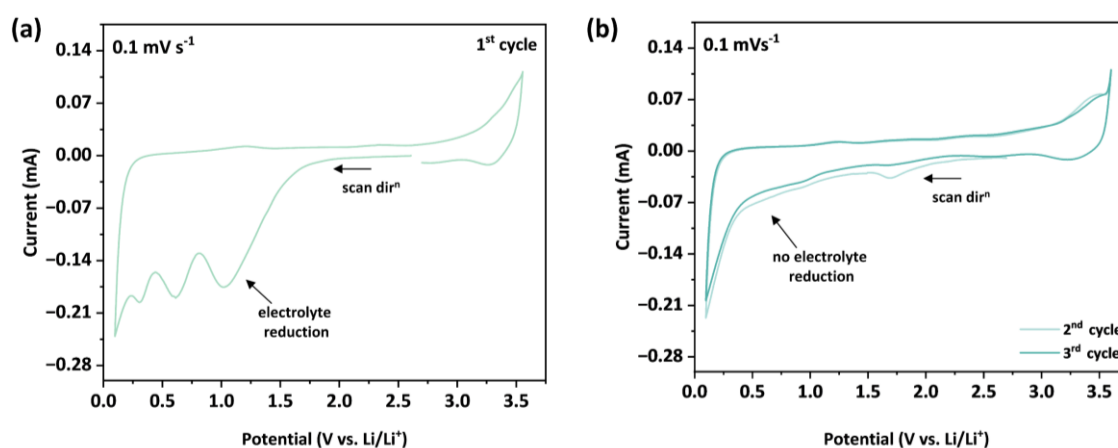 (a)
0.1 mV s⁻¹
1ˢᵗ cycle
0.14
0.07
0.00
−0.07
−0.14
−0.21
−0.28
Current (mA)
scan dirⁿ
electrolyte
reduction
0.0 0.5 1.0 1.5 2.0 2.5 3.0 3.5
Potential (V vs. Li/Li⁺)
(b)
0.1 mVs⁻¹
0.14
0.07
0.00
−0.07
−0.14
−0.21
−0.28
Current (mA)
scan dirⁿ
no electrolyte
reduction
2ⁿᵈ cycle
3ʳᵈ cycle
0.0 0.5 1.0 1.5 2.0 2.5 3.0 3.5
Potential (V vs. Li/Li⁺)